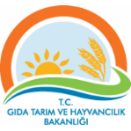 T.C.
GIDA TARIM VE HAYVANCILIK
BAKANLIĞI